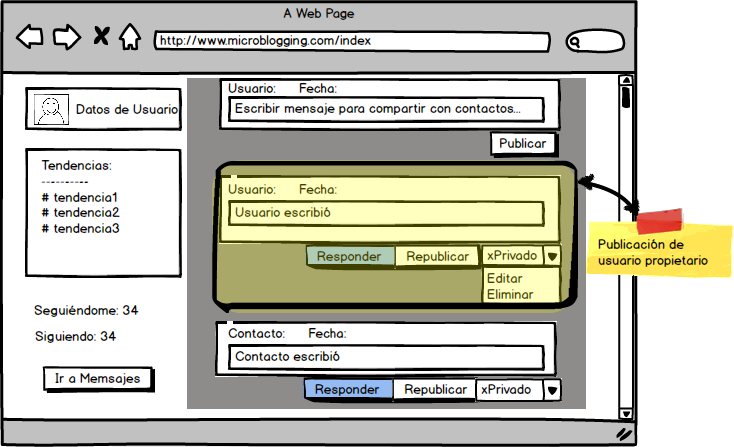 A Web Page
http://www.microblogging.com/index
Datos de Usuario
Tendencias:
----------
# tendencia1
# tendencia2
# tendencia3
Seguiéndome: 34
Siguiendo: 34
Ir a Memsajes
Usuario: Fecha:
Escribir mensaje para compartir con contactos...
Publicar
Usuario: Fecha:
Usuario escribió
Responder Republicar xPrivado
Editar
Eliminar
Contacto: Fecha:
Contacto escribió
Responder Republicar xPrivado
Publicación de
usuario propietario